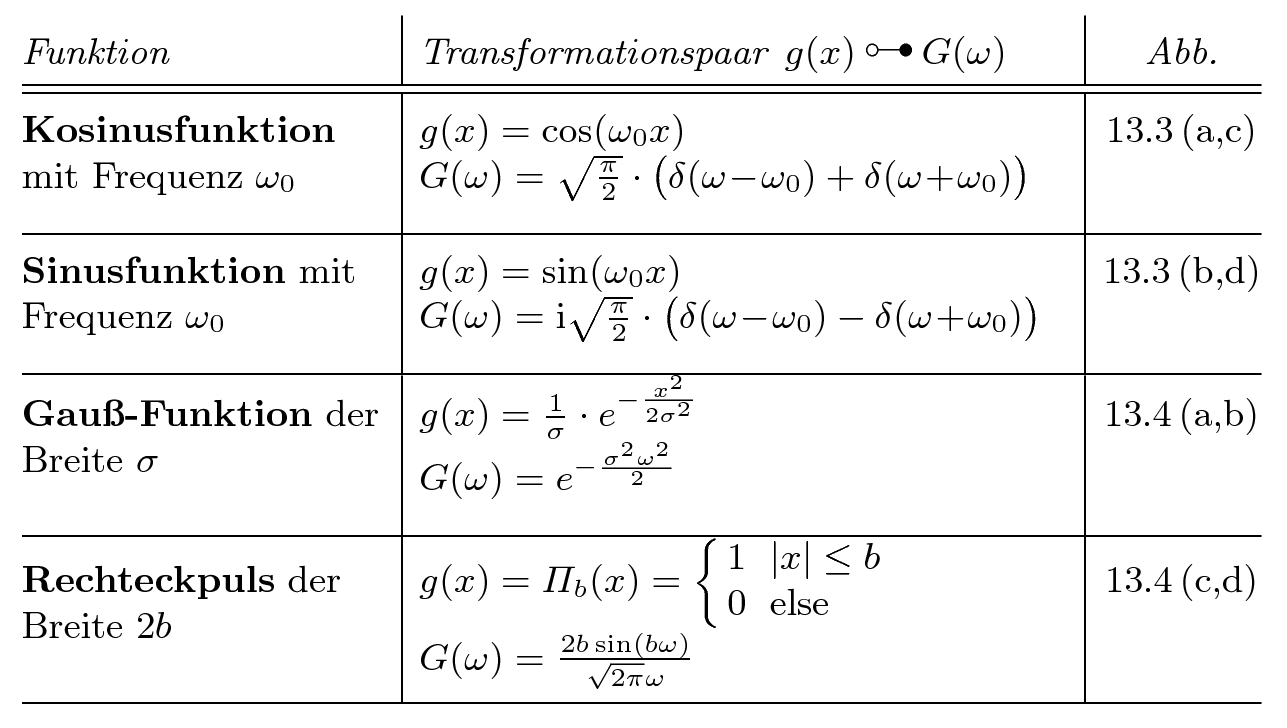 Funktion Transformationspaar g(x) ○─● G(ω) Abb.
Kosinusfunktion g(x) = cos(ω₀x) 13.3 (a,c)
mit Frequenz ω₀ G(ω) = √(π/2) · (δ(ω−ω₀) + δ(ω+ω₀))
Sinusfunktion mit g(x) = sin(ω₀x) 13.3 (b,d)
Frequenz ω₀ G(ω) = i√(π/2) · (δ(ω−ω₀) − δ(ω+ω₀))
Gauß-Funktion der g(x) = 1/σ · e^(−x²/(2σ²)) 13.4 (a,b)
Breite σ G(ω) = e^(−σ²ω²/2)
Rechteckpuls der g(x) = Π_b(x) = { 1 |x| ≤ b 13.4 (c,d)
0 else
Breite 2b G(ω) = 2b sin(bω)/(√(2π)ω)